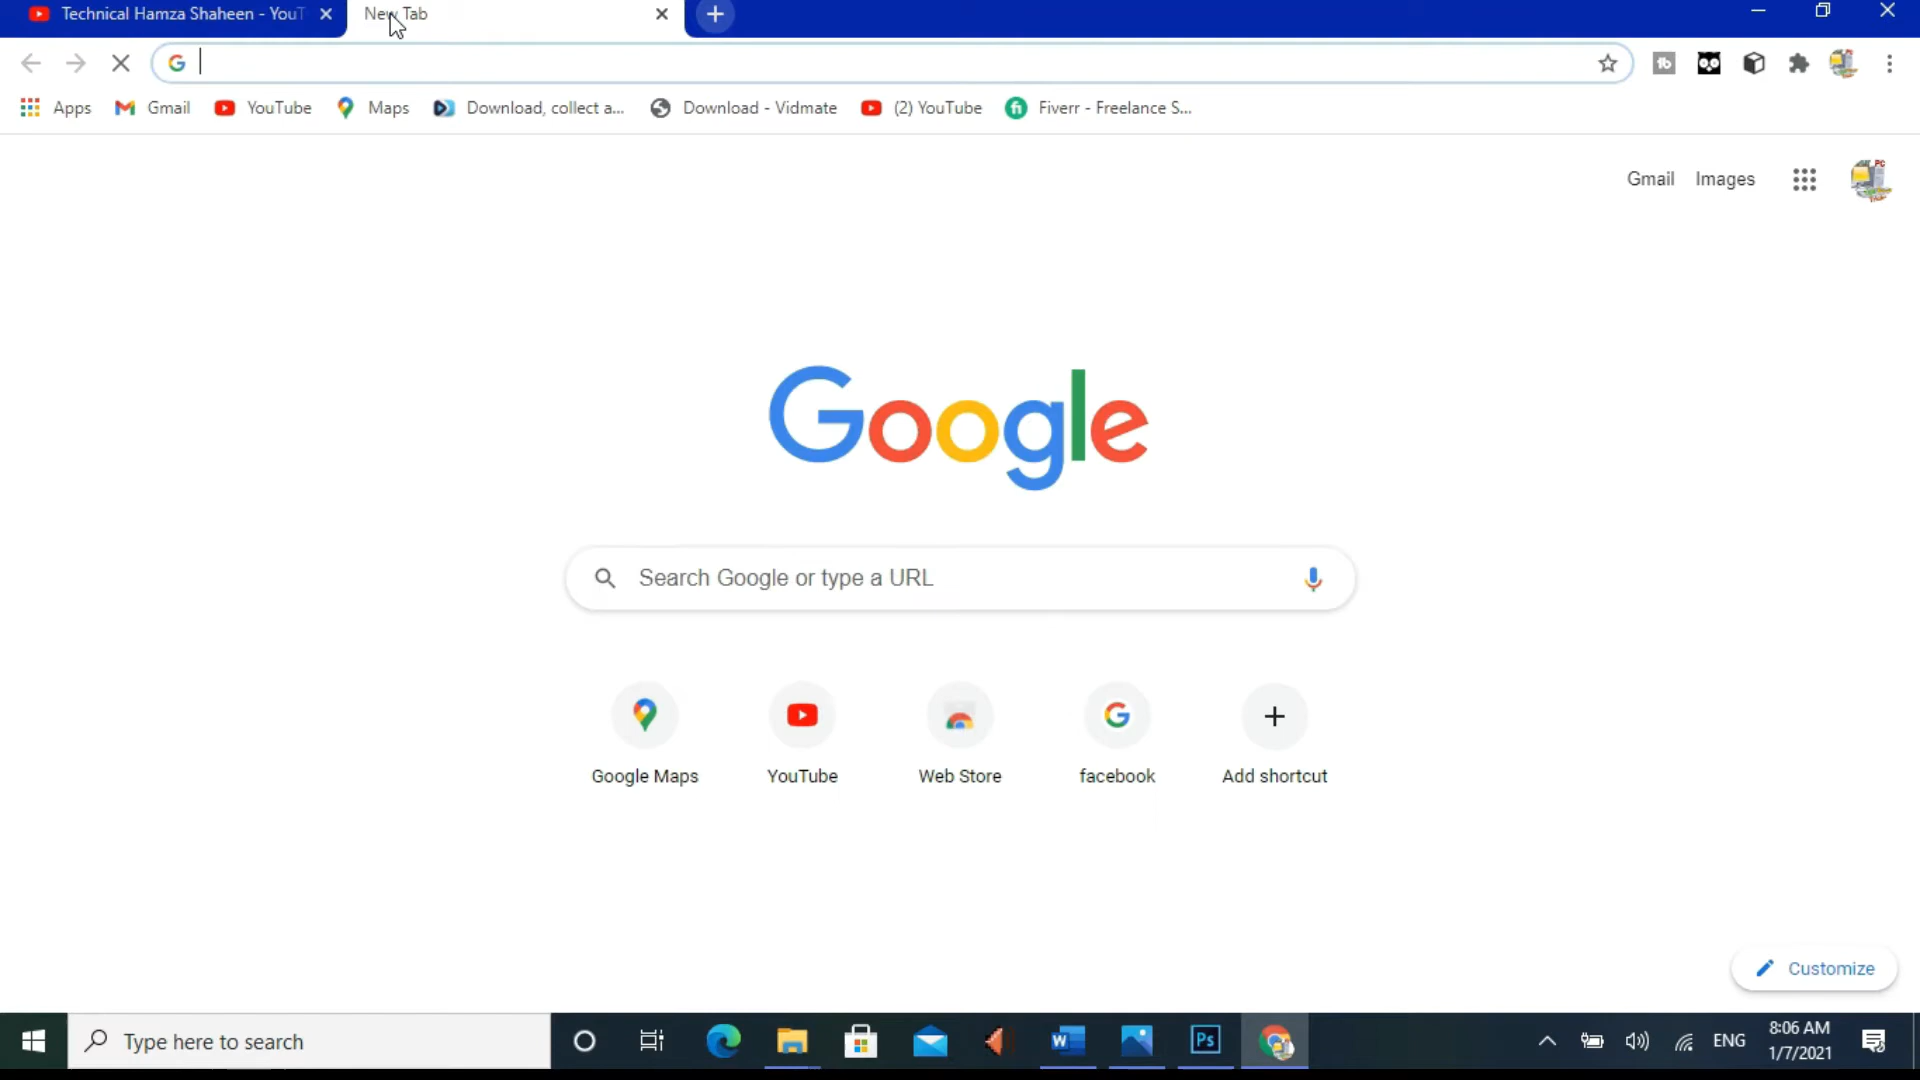 Technical Hamza Shaheen - YouT
New Tab
Apps
Gmail
YouTube
Maps
Download, collect a...
Download - Vidmate
(2) YouTube
Fiverr - Freelance S...
Gmail
Images
PC
Google
Search Google or type a URL
Google Maps
YouTube
Web Store
facebook
Add shortcut
Customize
Type here to search
W
Ps
ENG
8:06 AM
1/7/2021